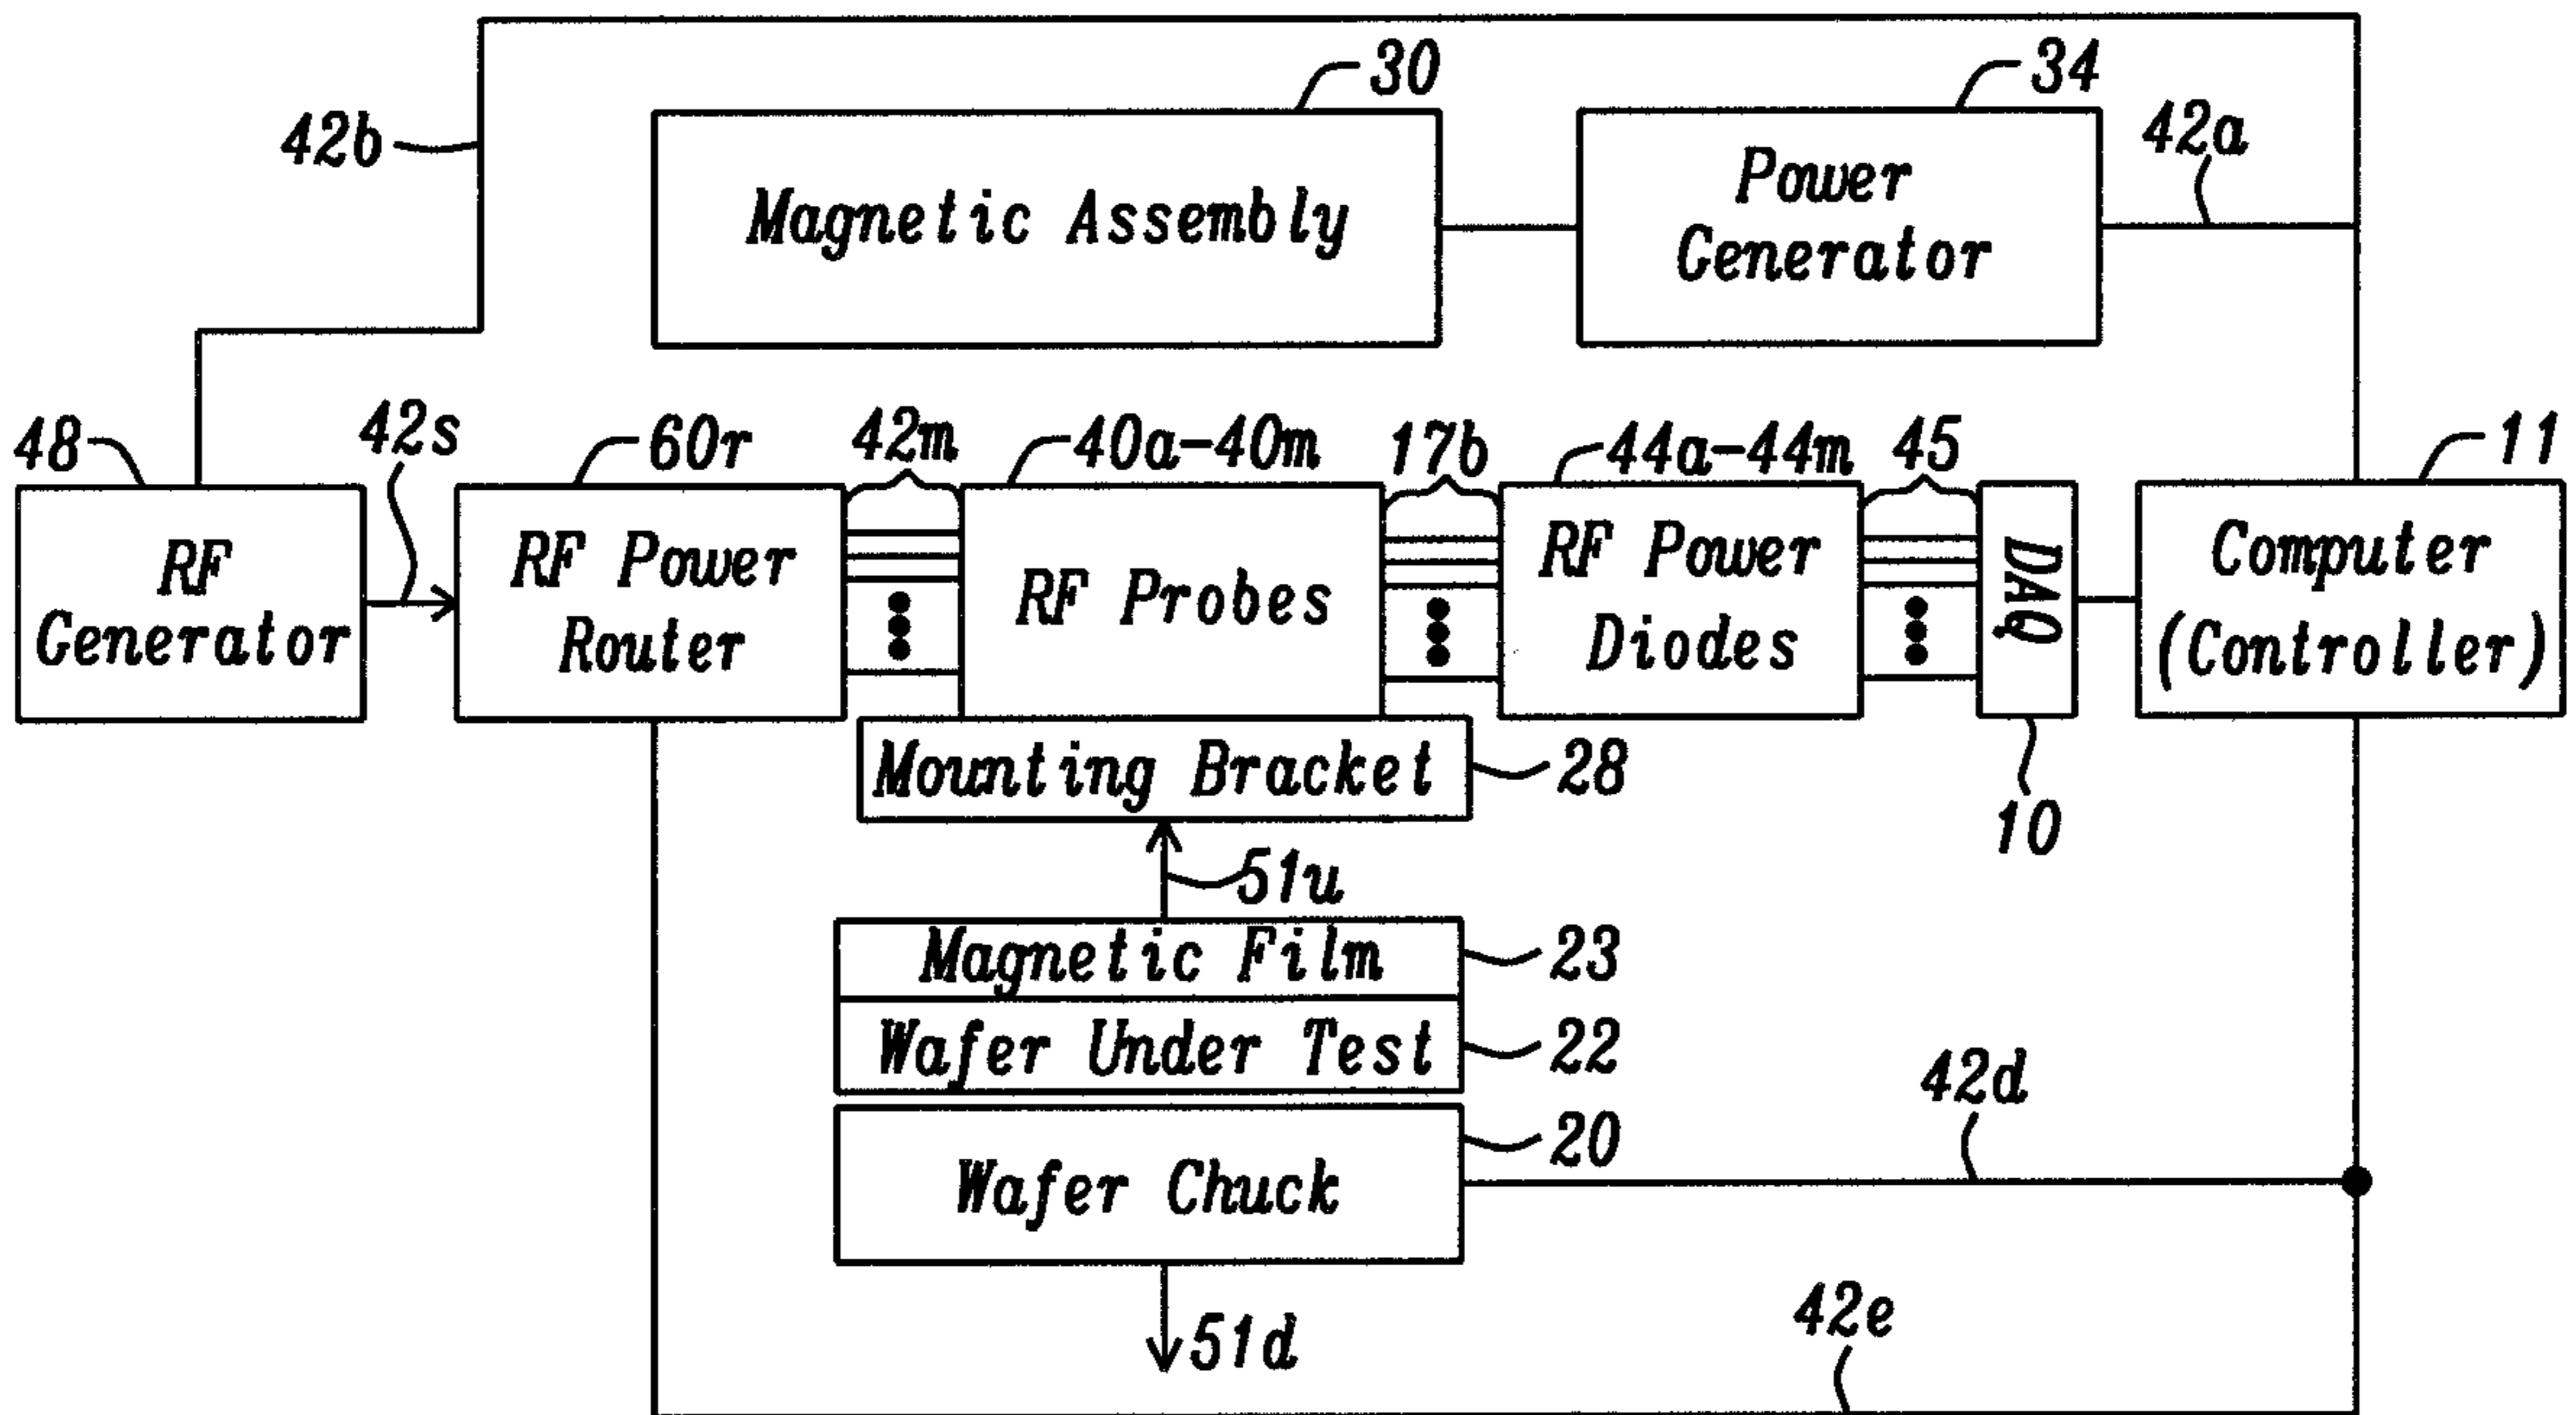 30
34
42b
42a
Magnetic Assembly
Power
Generator
48
42s
60r
42m
40a-40m
17b
44a-44m
45
11
RF
Generator
RF Power
Router
RF Probes
RF Power
Diodes
DAQ
Computer
(Controller)
Mounting Bracket
28
10
51u
Magnetic Film
23
Wafer Under Test
22
42d
Wafer Chuck
20
51d
42e